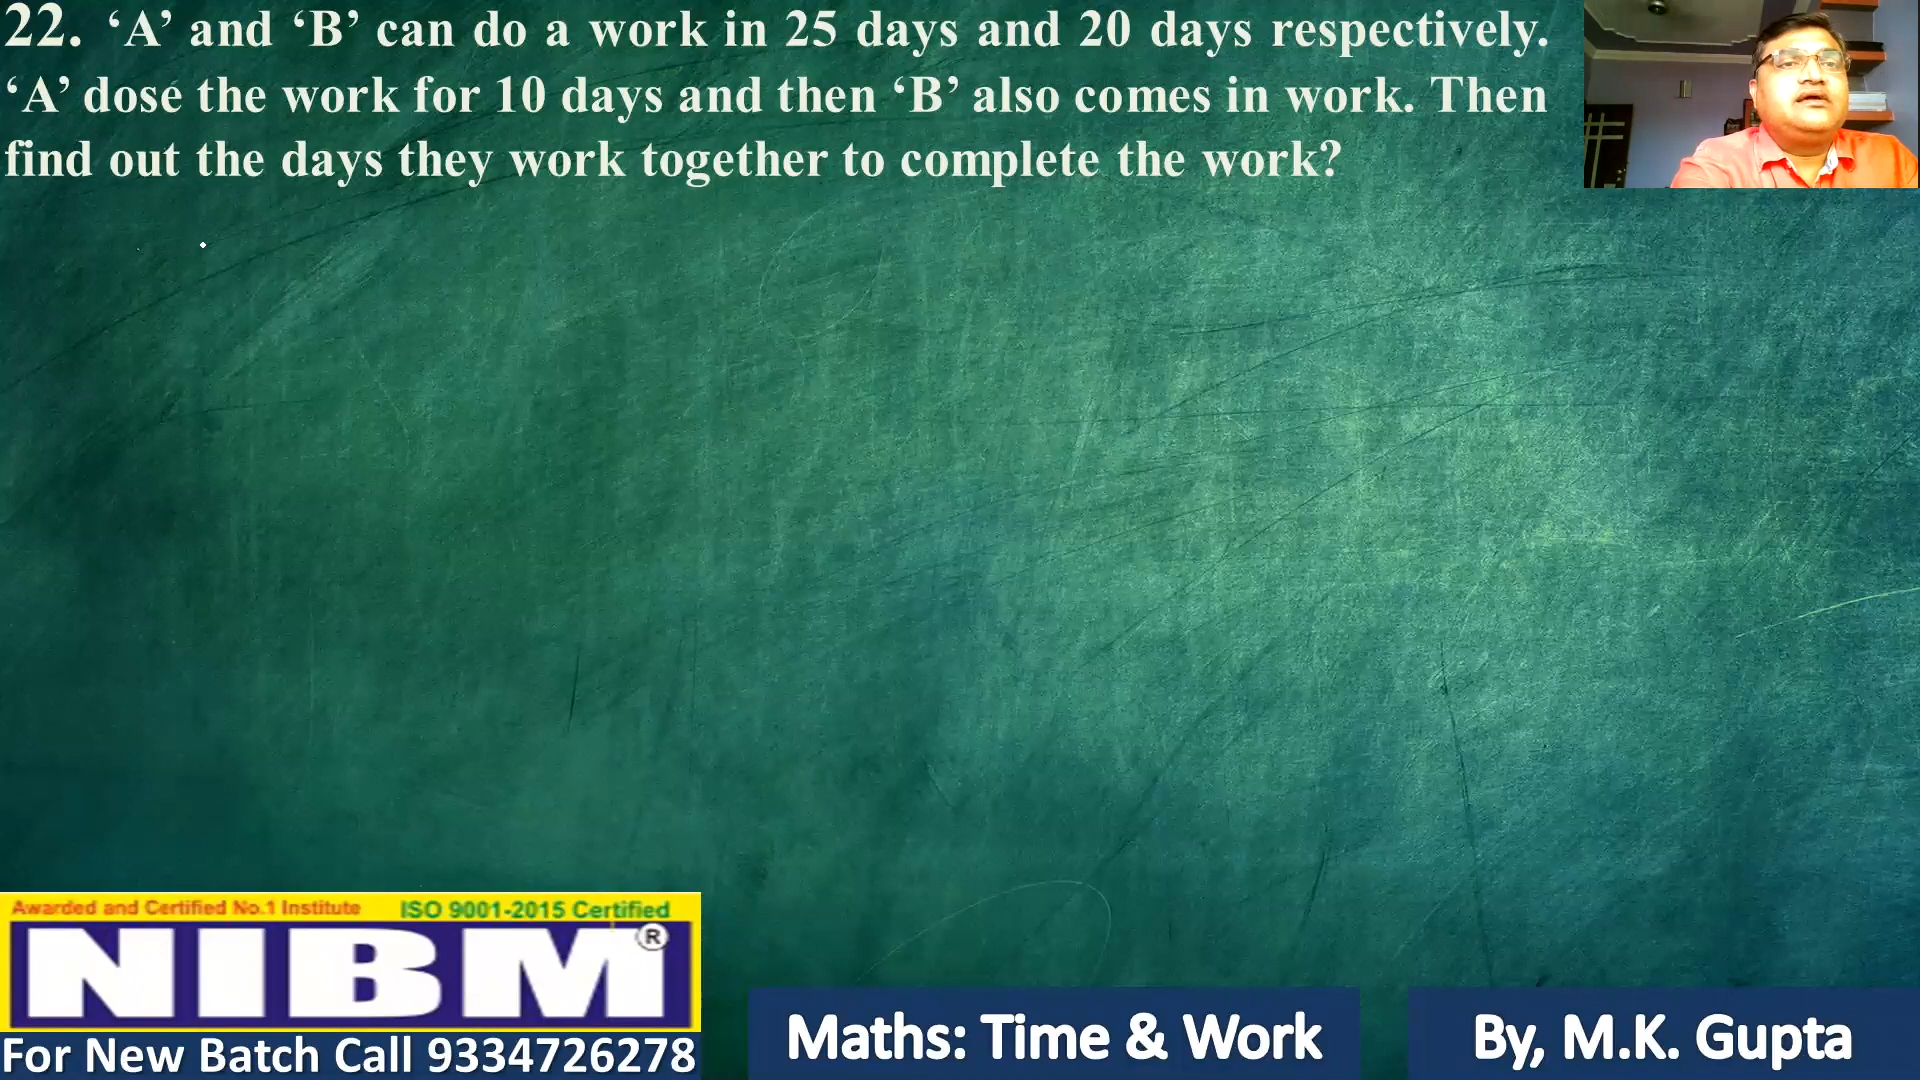 22. ‘A’ and ‘B’ can do a work in 25 days and 20 days respectively.
‘A’ dose the work for 10 days and then ‘B’ also comes in work. Then
find out the days they work together to complete the work?
Awarded and Certified No.1 Institute ISO 9001-2015 Certified
NIBM®
For New Batch Call 9334726278
Maths: Time & Work
By, M.K. Gupta